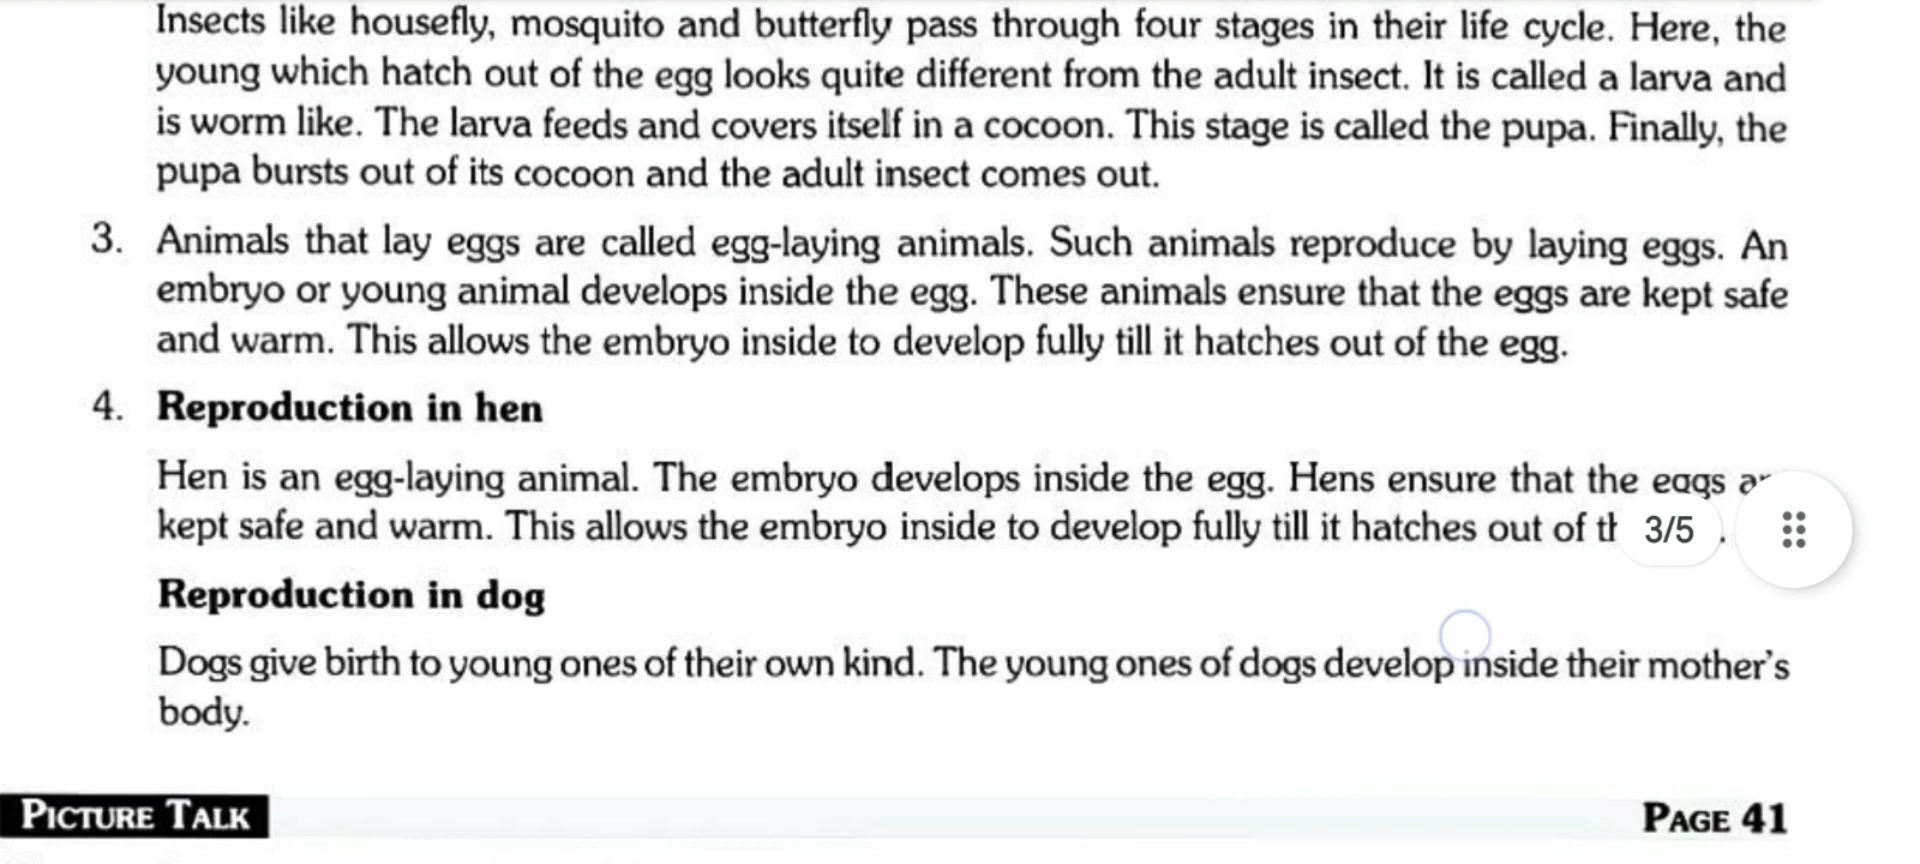 Insects like housefly, mosquito and butterfly pass through four stages in their life cycle. Here, the
young which hatch out of the egg looks quite different from the adult insect. It is called a larva and
is worm like. The larva feeds and covers itself in a cocoon. This stage is called the pupa. Finally, the
pupa bursts out of its cocoon and the adult insect comes out.
3. Animals that lay eggs are called egg-laying animals. Such animals reproduce by laying eggs. An
embryo or young animal develops inside the egg. These animals ensure that the eggs are kept safe
and warm. This allows the embryo inside to develop fully till it hatches out of the egg.
4. Reproduction in hen
Hen is an egg-laying animal. The embryo develops inside the egg. Hens ensure that the eggs
kept safe and warm. This allows the embryo inside to develop fully till it hatches out of
3/5
Reproduction in dog
Dogs give birth to young ones of their own kind. The young ones of dogs develop inside their mother's
body.
PICTURE TALK
PAGE 41